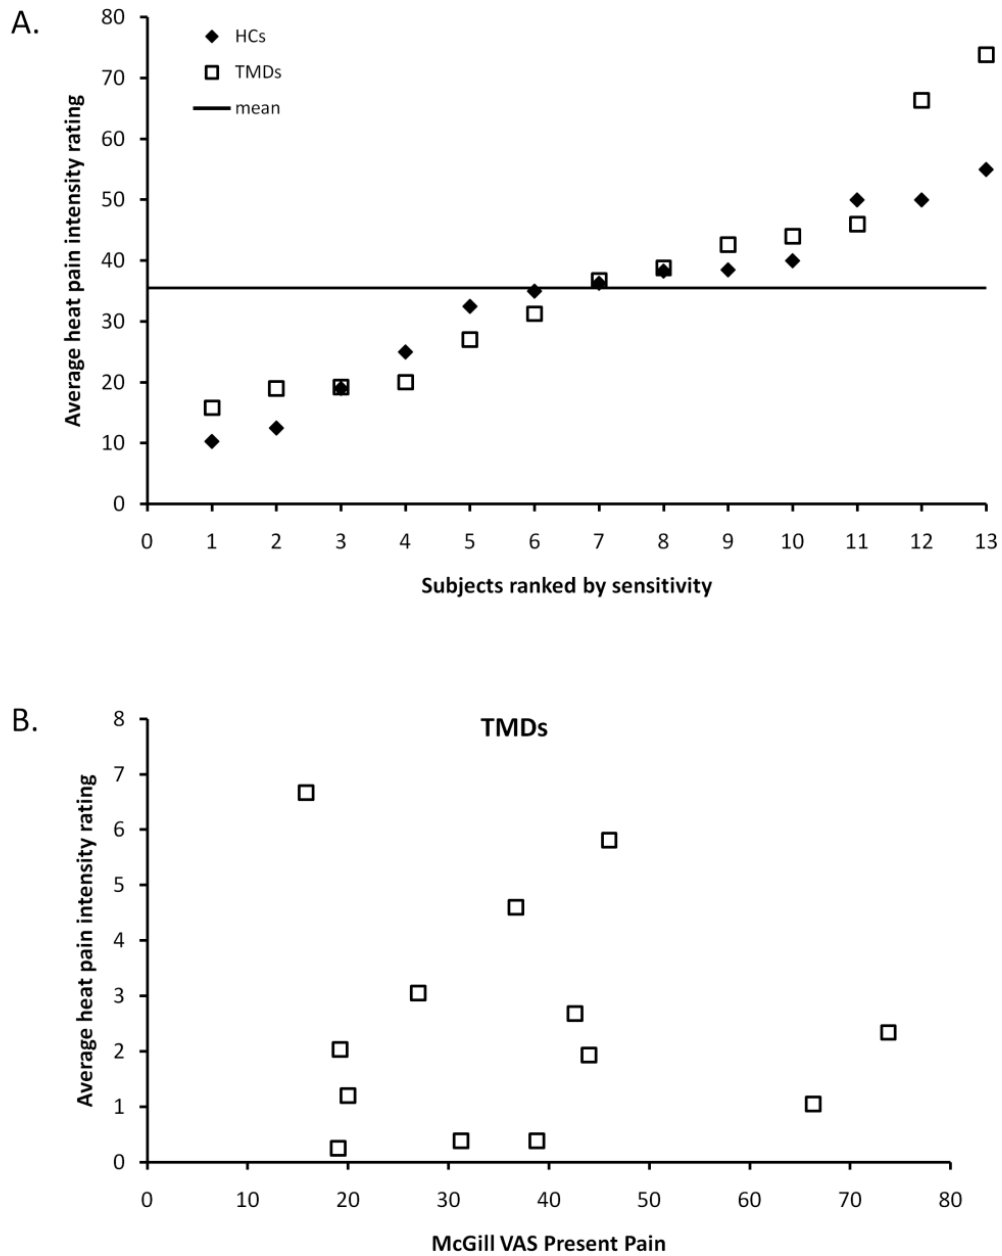 A.
Average heat pain intensity rating
80
70
60
50
40
30
20
10
0
HCs
TMDs
mean
0 1 2 3 4 5 6 7 8 9 10 11 12 13
Subjects ranked by sensitivity
B.
TMDs
Average heat pain intensity rating
8
7
6
5
4
3
2
1
0
0 10 20 30 40 50 60 70 80
McGill VAS Present Pain